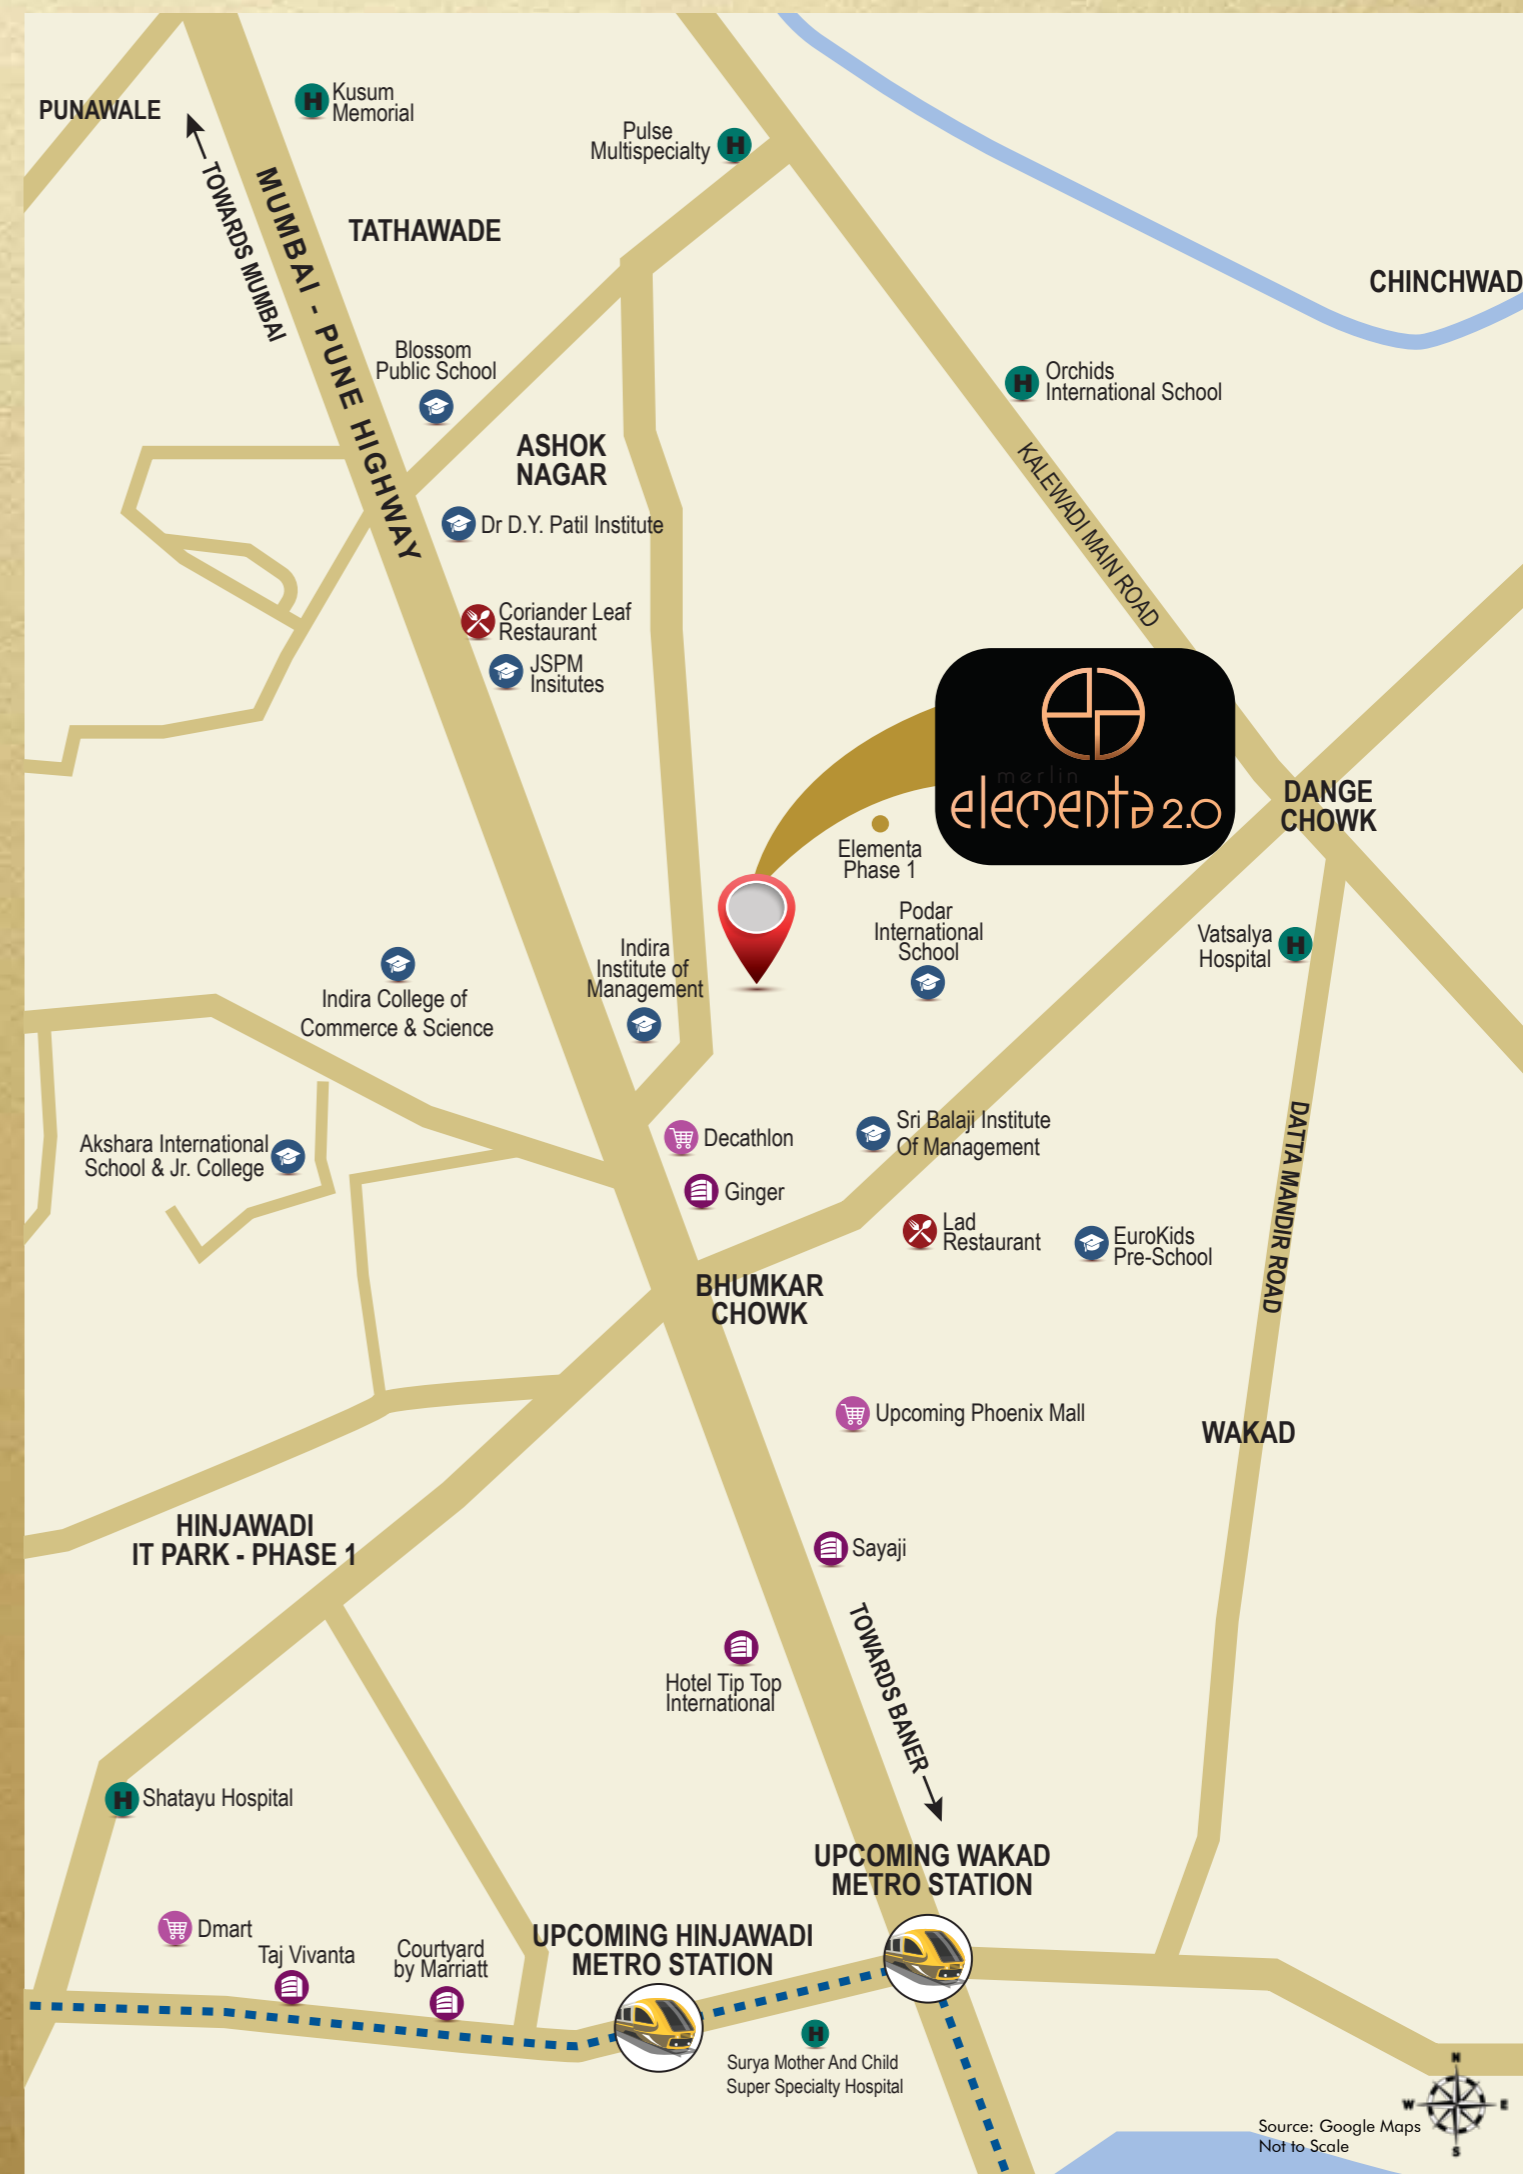 Kusum
Memorial
PUNAWALE
Pulse
Multispecialty
TOWARDS MUMBAI
MUMBAI - PUNE HIGHWAY
TATHAWADE
CHINCHWAD
Blossom
Public School
Orchids
International School
ASHOK
NAGAR
KALEWADI MAIN ROAD
Dr D.Y. Patil Institute
Coriander Leaf
Restaurant
JSPM
Insitutes
merlin
elementa 2.0
DANGE
CHOWK
Elementa
Phase 1
Podar
International
School
Vatsalya
Hospital
Indira
Institute of
Management
Indira College of
Commerce & Science
Akshara International
School & Jr. College
Decathlon
Sri Balaji Institute
Of Management
DATTA MANDIR ROAD
Ginger
Lad
Restaurant
EuroKids
Pre-School
BHUMKAR
CHOWK
Upcoming Phoenix Mall
WAKAD
HINJAWADI
IT PARK - PHASE 1
Sayaji
TOWARDS BANER
Hotel Tip Top
International
Shatayu Hospital
UPCOMING WAKAD
METRO STATION
Dmart
Taj Vivanta
Courtyard
by Marriatt
UPCOMING HINJAWADI
METRO STATION
Surya Mother And Child
Super Specialty Hospital
N
W
E
S
Source: Google Maps
Not to Scale
H
H
H
H
H
H